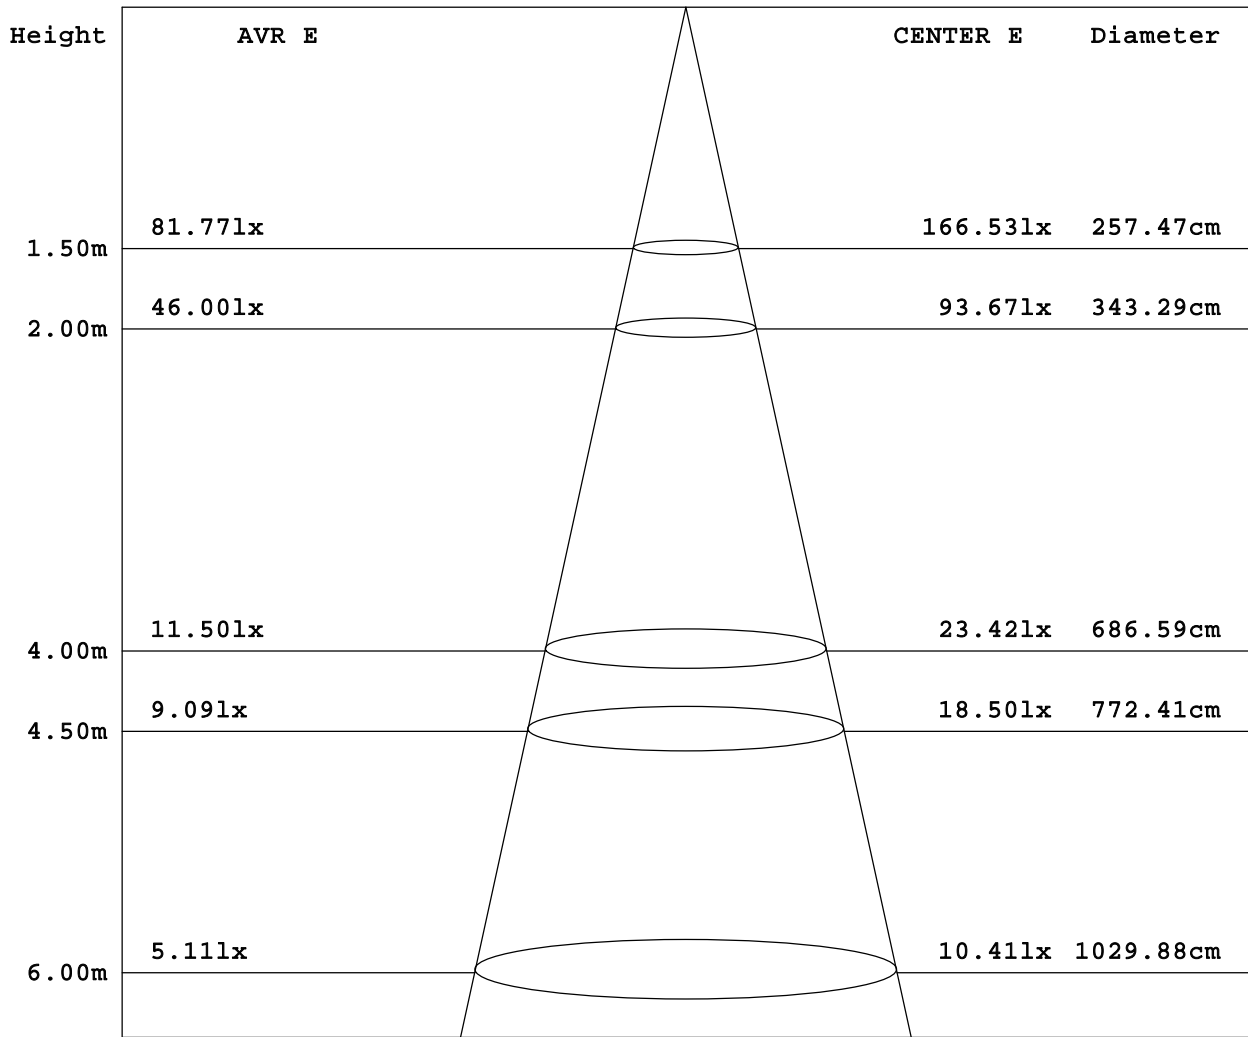 Height AVR E CENTER E Diameter
81.77lx 166.53lx 257.47cm
1.50m
46.00lx 93.67lx 343.29cm
2.00m
11.50lx 23.42lx 686.59cm
4.00m
9.09lx 18.50lx 772.41cm
4.50m
5.11lx 10.41lx 1029.88cm
6.00m